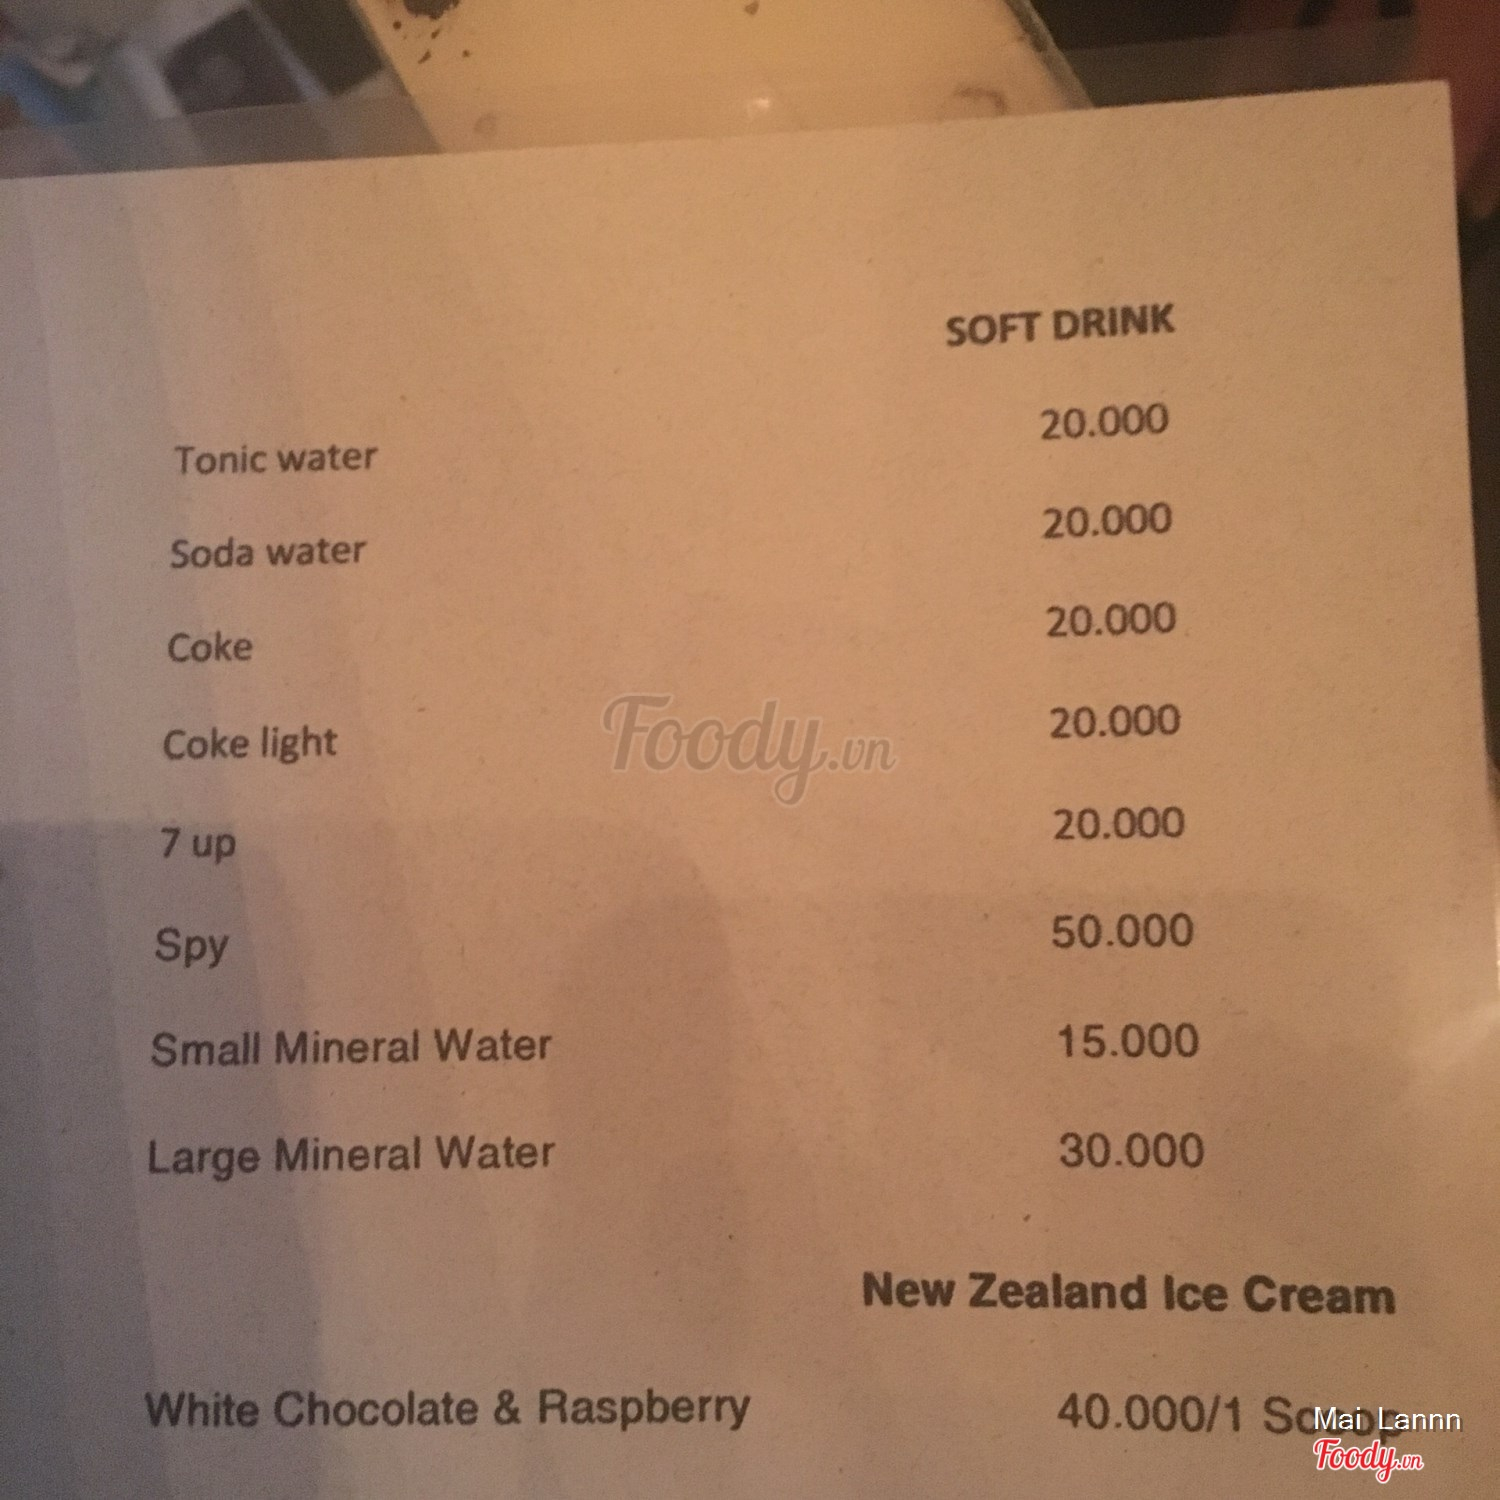 SOFT DRINK
Tonic water 20.000
Soda water 20.000
Coke 20.000
Coke light 20.000
7 up 20.000
Spy 50.000
Small Mineral Water 15.000
Large Mineral Water 30.000
New Zealand Ice Cream
White Chocolate & Raspberry 40.000/1 Scoop
Foody.vn
Mai Lannn
Foody.vn